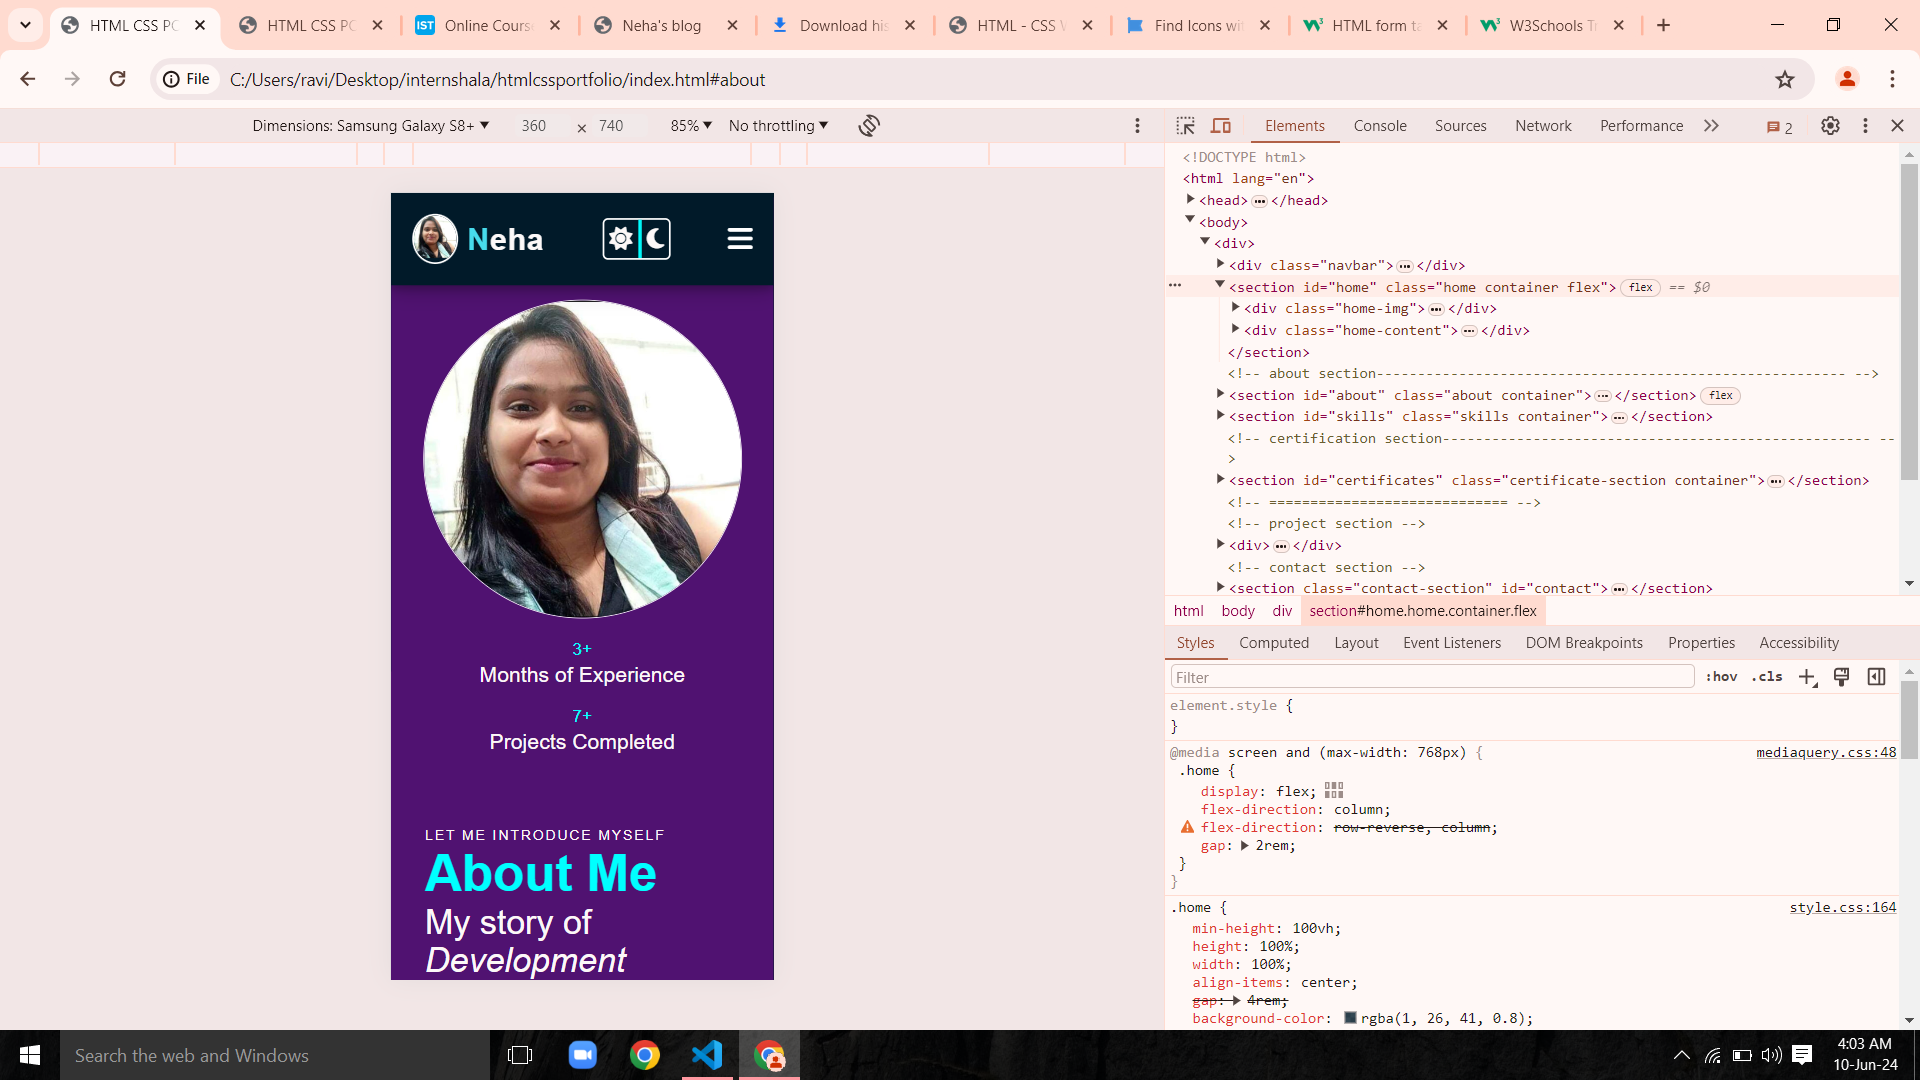 HTML CSS PO
HTML CSS PO
IST Online Course
Neha's blog
Download his
HTML - CSS V
Find Icons wit
HTML form ta
W3Schools Tr
File C:/Users/ravi/Desktop/internshala/htmlcssportfolio/index.html#about
Dimensions: Samsung Galaxy S8+ 360 × 740 85% No throttling
Elements Console Sources Network Performance 2
Neha
3+
Months of Experience
7+
Projects Completed
LET ME INTRODUCE MYSELF
About Me
My story of
Development
<!DOCTYPE html>
<html lang="en">
<head>…</head>
<body>
<div>
<div class="navbar">…</div>
<section id="home" class="home container flex"> flex == $0
<div class="home-img">…</div>
<div class="home-content">…</div>
</section>
<!-- about section--------------------------------------------------------- -->
<section id="about" class="about container">…</section> flex
<section id="skills" class="skills container">…</section>
<!-- certification section---------------------------------------------------- --
>
<section id="certificates" class="certificate-section container">…</section>
<!-- ============================= -->
<!-- project section -->
<div>…</div>
<!-- contact section -->
<section class="contact-section" id="contact">…</section>
html body div section#home.home.container.flex
Styles Computed Layout Event Listeners DOM Breakpoints Properties Accessibility
Filter :hov .cls
element.style {
}
@media screen and (max-width: 768px) { mediaquery.css:48
.home {
display: flex;
flex-direction: column;
flex-direction: row-reverse, column;
gap: 2rem;
}
}
.home { style.css:164
min-height: 100vh;
height: 100%;
width: 100%;
align-items: center;
gap: 4rem;
background-color: rgba(1, 26, 41, 0.8);
Search the web and Windows
4:03 AM
10-Jun-24